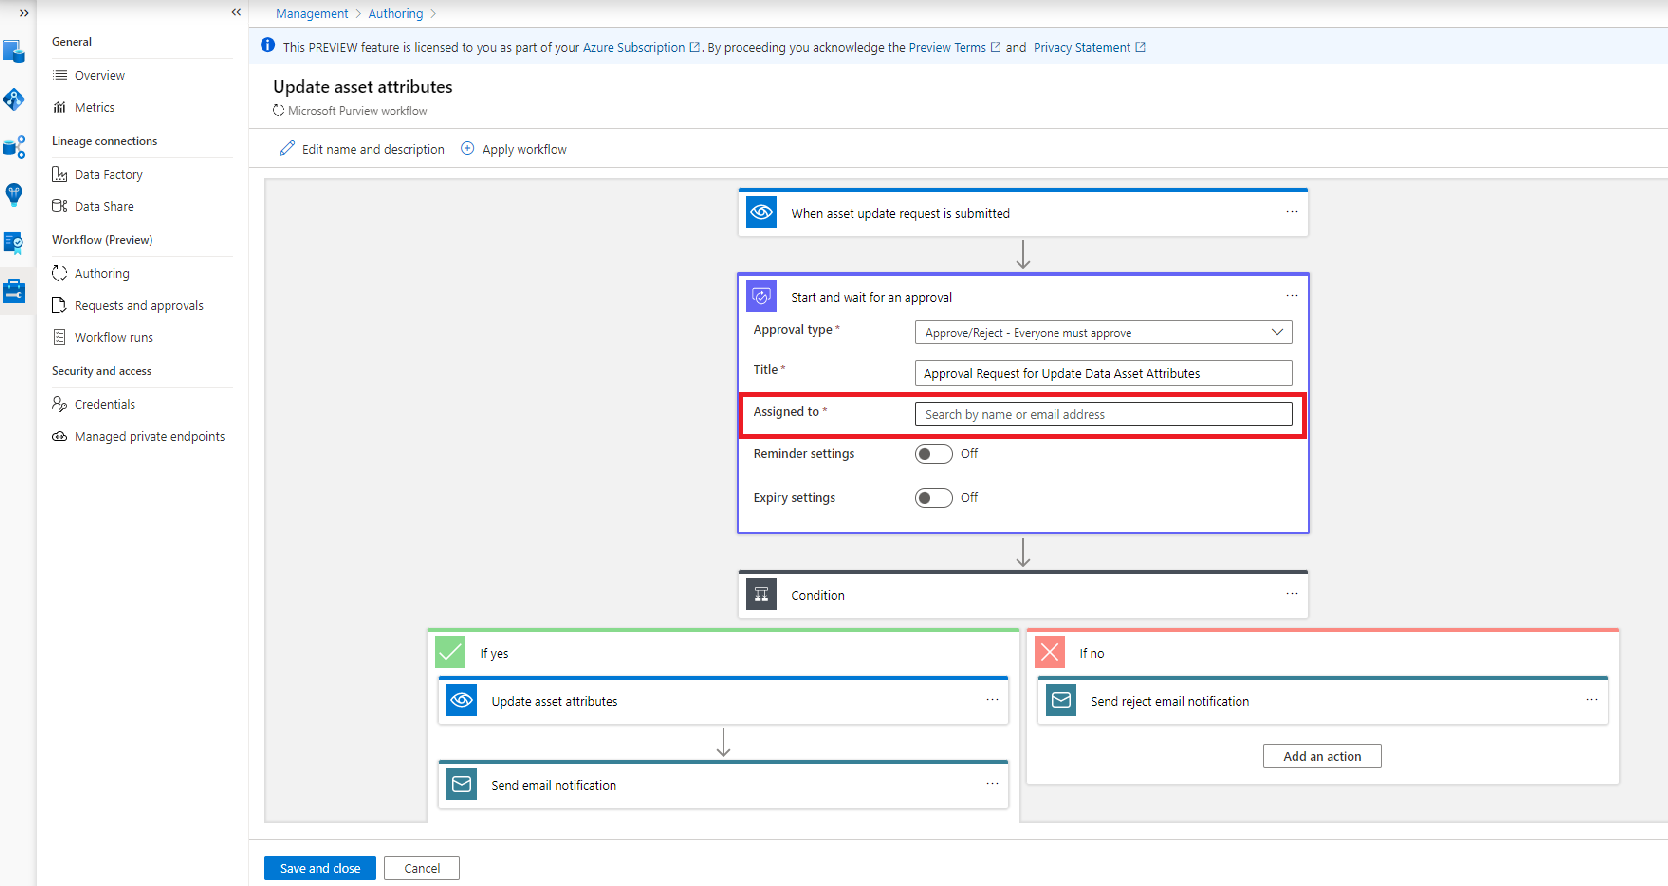 Management > Authoring >
This PREVIEW feature is licensed to you as part of your Azure Subscription. By proceeding you acknowledge the Preview Terms and Privacy Statement
General
Overview
Metrics
Lineage connections
Data Factory
Data Share
Workflow (Preview)
Authoring
Requests and approvals
Workflow runs
Security and access
Credentials
Managed private endpoints
Update asset attributes
Microsoft Purview workflow
Edit name and description
Apply workflow
When asset update request is submitted
Start and wait for an approval
Approval type *
Approve/Reject - Everyone must approve
Title *
Approval Request for Update Data Asset Attributes
Assigned to *
Search by name or email address
Reminder settings
Off
Expiry settings
Off
Condition
If yes
Update asset attributes
Send email notification
If no
Send reject email notification
Add an action
Save and close
Cancel